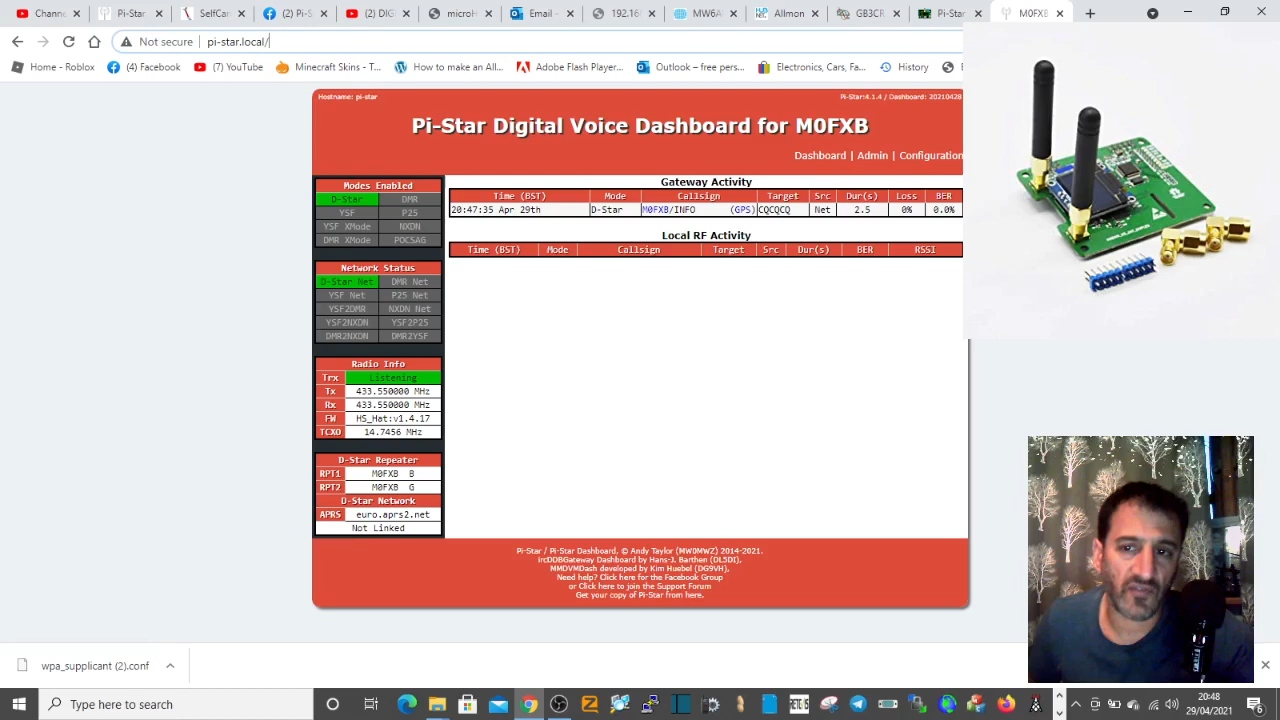 Chann
Pi-Star
SelfCar
(2) Face
Pi-Star
192.16
WhatsA
GB3CR
Connec
M0FXB
Not secure
pi-star.local/
Home - Roblox
(4) Facebook
(7) YouTube
Minecraft Skins - T...
How to make an All...
Adobe Flash Player...
Outlook – free pers...
Electronics, Cars, Fa...
History
Hostname: pi-star
Pi-Star:4.1.4 / Dashboard: 20210428
Pi-Star Digital Voice Dashboard for M0FXB
Dashboard | Admin | Configuration
Modes Enabled
D-Star DMR
YSF P25
YSF XMode NXDN
DMR XMode POCSAG
Network Status
D-Star Net DMR Net
YSF Net P25 Net
YSF2DMR NXDN Net
YSF2NXDN YSF2P25
DMR2NXDN DMR2YSF
Radio Info
Trx Listening
Tx 433.550000 MHz
Rx 433.550000 MHz
FW HS_Hat:v1.4.17
TCXO 14.7456 MHz
D-Star Repeater
RPT1 M0FXB B
RPT2 M0FXB G
D-Star Network
APRS euro.aprs2.net
Not Linked
Gateway Activity
Time (BST) Mode Callsign Target Src Dur(s) Loss BER
20:47:35 Apr 29th D-Star M0FXB/INFO (GPS) CQCQCQ Net 2.5 0% 0.0%
Local RF Activity
Time (BST) Mode Callsign Target Src Dur(s) BER RSSI
Pi-Star / Pi-Star Dashboard, © Andy Taylor (MW0MWZ) 2014-2021.
ircDDBGateway Dashboard by Hans-J. Barthen (DL5DI),
MMDVMDash developed by Kim Huebel (DG9VH),
Need help? Click here for the Facebook Group
or Click here to join the Support Forum
Get your copy of Pi-Star from here.
wpa_supplicant (2).conf
Type here to search
20:48
29/04/2021
6